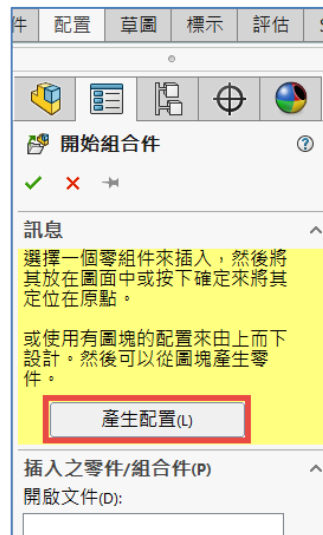 件 配置 草圖 標示 評估 S
開始組合件
訊息
選擇一個零組件來插入，然後將
其放在圖面中或按下確定來將其
定位在原點。
或使用有圖塊的配置來由上而下
設計。然後可以從圖塊產生零
件。
產生配置(L)
插入之零件/組合件(P)
開啟文件(D):